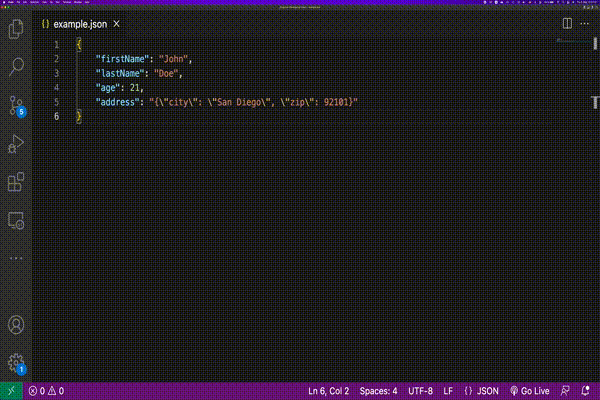 example.json
1 {
2 "firstName": "John",
3 "lastName": "Doe",
4 "age": 21,
5 "address": "{\"city\": \"San Diego\", \"zip\": 92101}"
6 }
5
1
0 0 Ln 6, Col 2 Spaces: 4 UTF-8 LF {} JSON Go Live